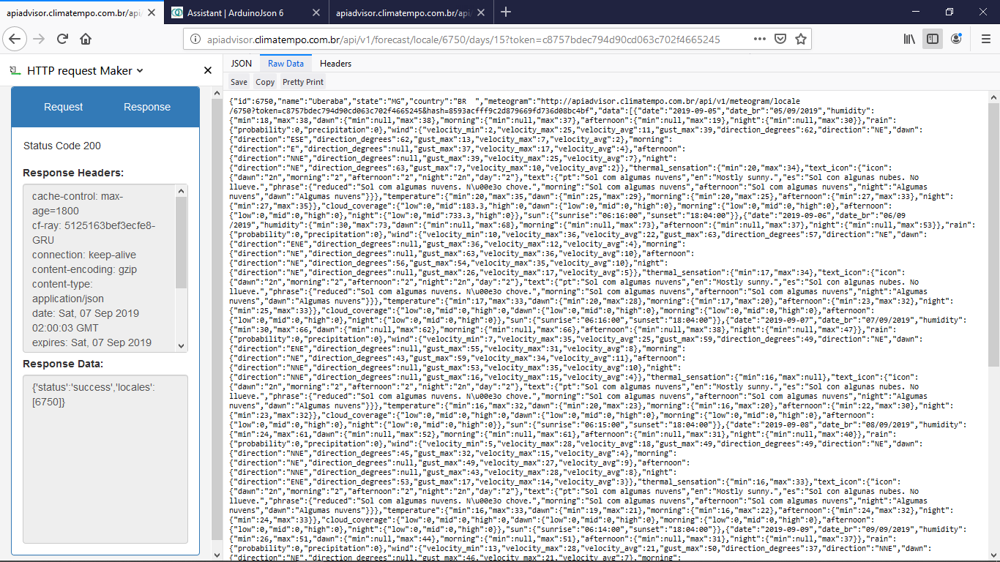 apiadvisor.climatempo.com.br/api/
Assistant | ArduinoJson 6
apiadvisor.climatempo.com.br/api/
apiadvisor.climatempo.com.br/api/v1/forecast/locale/6750/days/15?token=c8757bdec794d90cd063c702f4665245
HTTP request Maker
Request
Response
Status Code 200
Response Headers:
cache-control: max-
age=1800
cf-ray: 5125163bef3ecfe8-
GRU
connection: keep-alive
content-encoding: gzip
content-type:
application/json
date: Sat, 07 Sep 2019
02:00:03 GMT
expires: Sat, 07 Sep 2019
Response Data:
{'status':'success','locales':
[6750]}
JSON
Raw Data
Headers
Save
Copy
Pretty Print
{"id":6750,"name":"Uberaba","state":"MG","country":"BR  ","meteogram":"http://apiadvisor.climatempo.com.br/api/v1/meteogram/locale
/6750?token=c8757bdec794d90cd063c702f4665245&hash=8593acfff9c2d879669fd736d08bc4bf","data":[{"date":"2019-09-05","date_br":"05/09/2019","humidity":
{"min":18,"max":38,"dawn":{"min":null,"max":38},"morning":{"min":null,"max":37},"afternoon":{"min":null,"max":19},"night":{"min":null,"max":30}},"rain":
{"probability":0,"precipitation":0},"wind":{"velocity_min":2,"velocity_max":25,"velocity_avg":11,"gust_max":39,"direction_degrees":62,"direction":"NE","dawn":
{"direction":"ESE","direction_degrees":62,"gust_max":13,"velocity_max":7,"velocity_avg":2},"morning":
{"direction":"E","direction_degrees":null,"gust_max":37,"velocity_max":17,"velocity_avg":4},"afternoon":
{"direction":"NNE","direction_degrees":null,"gust_max":39,"velocity_max":25,"velocity_avg":7},"night":
{"direction":"NE","direction_degrees":63,"gust_max":7,"velocity_max":10,"velocity_avg":2}},"thermal_sensation":{"min":20,"max":34},"text_icon":{"icon":
{"dawn":"2n","morning":"2","afternoon":"2","night":"2n","day":"2"},"text":{"pt":"Sol com algumas nuvens","en":"Mostly sunny.","es":"Sol con algunas nubes. No
llueve.","phrase":{"reduced":"Sol com algumas nuvens. N\u00e3o chove.","morning":"Sol com algumas nuvens","afternoon":"Sol com algumas nuvens","night":"Algumas
nuvens","dawn":"Algumas nuvens"}}},"temperature":{"min":20,"max":35,"dawn":{"min":25,"max":29},"morning":{"min":20,"max":25},"afternoon":{"min":27,"max":33},"night":
{"min":27,"max":35}},"cloud_coverage":{"low":0,"mid":183.3,"high":0,"dawn":{"low":0,"mid":0,"high":0},"morning":{"low":0,"mid":0,"high":0},"afternoon":
{"low":0,"mid":0,"high":0},"night":{"low":0,"mid":733.3,"high":0}},"sun":{"sunrise":"06:16:00","sunset":"18:04:00"}},{"date":"2019-09-06","date_br":"06/09
/2019","humidity":{"min":30,"max":73,"dawn":{"min":null,"max":68},"morning":{"min":null,"max":73},"afternoon":{"min":null,"max":37},"night":{"min":null,"max":53}},"rain":
{"probability":0,"precipitation":0},"wind":{"velocity_min":10,"velocity_max":36,"velocity_avg":22,"gust_max":63,"direction_degrees":57,"direction":"NE","dawn":
{"direction":"ENE","direction_degrees":null,"gust_max":36,"velocity_max":12,"velocity_avg":4},"morning":
{"direction":"NE","direction_degrees":null,"gust_max":63,"velocity_max":36,"velocity_avg":10},"afternoon":
{"direction":"NE","direction_degrees":56,"gust_max":54,"velocity_max":35,"velocity_avg":10},"night":
{"direction":"NE","direction_degrees":null,"gust_max":26,"velocity_max":17,"velocity_avg":5}},"thermal_sensation":{"min":17,"max":34},"text_icon":{"icon":
{"dawn":"2n","morning":"2","afternoon":"2","night":"2n","day":"2"},"text":{"pt":"Sol com algumas nuvens","en":"Mostly sunny.","es":"Sol con algunas nubes. No
llueve.","phrase":{"reduced":"Sol com algumas nuvens. N\u00e3o chove.","morning":"Sol com algumas nuvens","afternoon":"Sol com algumas nuvens","night":"Algumas
nuvens","dawn":"Algumas nuvens"}}},"temperature":{"min":17,"max":33,"dawn":{"min":20,"max":28},"morning":{"min":17,"max":20},"afternoon":{"min":23,"max":32},"night":
{"min":25,"max":33}},"cloud_coverage":{"low":0,"mid":0,"high":0,"dawn":{"low":0,"mid":0,"high":0},"morning":{"low":0,"mid":0,"high":0},"afternoon":
{"low":0,"mid":0,"high":0},"night":{"low":0,"mid":0,"high":0}},"sun":{"sunrise":"06:16:00","sunset":"18:04:00"}},{"date":"2019-09-07","date_br":"07/09/2019","humidity":
{"min":30,"max":66,"dawn":{"min":null,"max":62},"morning":{"min":null,"max":66},"afternoon":{"min":null,"max":38},"night":{"min":null,"max":47}},"rain":
{"probability":0,"precipitation":0},"wind":{"velocity_min":7,"velocity_max":35,"velocity_avg":25,"gust_max":59,"direction_degrees":49,"direction":"NE","dawn":
{"direction":"ENE","direction_degrees":null,"gust_max":55,"velocity_max":31,"velocity_avg":8},"morning":
{"direction":"NE","direction_degrees":43,"gust_max":59,"velocity_max":34,"velocity_avg":11},"afternoon":
{"direction":"NNE","direction_degrees":null,"gust_max":53,"velocity_max":35,"velocity_avg":10},"night":
{"direction":"NNE","direction_degrees":null,"gust_max":16,"velocity_max":15,"velocity_avg":4}},"thermal_sensation":{"min":16,"max":null},"text_icon":{"icon":
{"dawn":"2n","morning":"2","afternoon":"2","night":"2n","day":"2"},"text":{"pt":"Sol com algumas nuvens","en":"Mostly sunny.","es":"Sol con algunas nubes. No
llueve.","phrase":{"reduced":"Sol com algumas nuvens. N\u00e3o chove.","morning":"Sol com algumas nuvens","afternoon":"Sol com algumas nuvens","night":"Algumas
nuvens","dawn":"Algumas nuvens"}}},"temperature":{"min":16,"max":32,"dawn":{"min":20,"max":23},"morning":{"min":16,"max":20},"afternoon":{"min":22,"max":30},"night":
{"min":23,"max":32}},"cloud_coverage":{"low":0,"mid":0,"high":0,"dawn":{"low":0,"mid":0,"high":0},"morning":{"low":0,"mid":0,"high":0},"afternoon":
{"low":0,"mid":0,"high":0},"night":{"low":0,"mid":0,"high":0}},"sun":{"sunrise":"06:15:00","sunset":"18:04:00"}},{"date":"2019-09-08","date_br":"08/09/2019","humidity":
{"min":24,"max":61,"dawn":{"min":null,"max":52},"morning":{"min":null,"max":61},"afternoon":{"min":null,"max":31},"night":{"min":null,"max":40}},"rain":
{"probability":0,"precipitation":0},"wind":{"velocity_min":5,"velocity_max":28,"velocity_avg":18,"gust_max":49,"direction_degrees":49,"direction":"NE","dawn":
{"direction":"NNE","direction_degrees":45,"gust_max":32,"velocity_max":15,"velocity_avg":4},"morning":
{"direction":"NE","direction_degrees":null,"gust_max":49,"velocity_max":27,"velocity_avg":9},"afternoon":
{"direction":"NNE","direction_degrees":null,"gust_max":43,"velocity_max":28,"velocity_avg":8},"night":
{"direction":"ENE","direction_degrees":53,"gust_max":17,"velocity_max":14,"velocity_avg":3}},"thermal_sensation":{"min":16,"max":33},"text_icon":{"icon":
{"dawn":"2n","morning":"2","afternoon":"2","night":"2n","day":"2"},"text":{"pt":"Sol com algumas nuvens","en":"Mostly sunny.","es":"Sol con algunas nubes. No
llueve.","phrase":{"reduced":"Sol com algumas nuvens. N\u00e3o chove.","morning":"Sol com algumas nuvens","afternoon":"Sol com algumas nuvens","night":"Algumas
nuvens","dawn":"Algumas nuvens"}}},"temperature":{"min":16,"max":33,"dawn":{"min":19,"max":21},"morning":{"min":16,"max":22},"afternoon":{"min":24,"max":32},"night":
{"min":24,"max":33}},"cloud_coverage":{"low":0,"mid":0,"high":0,"dawn":{"low":0,"mid":0,"high":0},"morning":{"low":0,"mid":0,"high":0},"afternoon":
{"low":0,"mid":0,"high":0},"night":{"low":0,"mid":0,"high":0}},"sun":{"sunrise":"06:14:00","sunset":"18:04:00"}},{"date":"2019-09-09","date_br":"09/09/2019","humidity":
{"min":26,"max":51,"dawn":{"min":null,"max":44},"morning":{"min":null,"max":51},"afternoon":{"min":null,"max":31},"night":{"min":null,"max":37}},"rain":
{"probability":0,"precipitation":0},"wind":{"velocity_min":13,"velocity_max":28,"velocity_avg":21,"gust_max":50,"direction_degrees":37,"direction":"NNE","dawn":
{"direction":"NE","direction_degrees":null,"gust_max":46,"velocity_max":21,"velocity_avg":7},"morning":